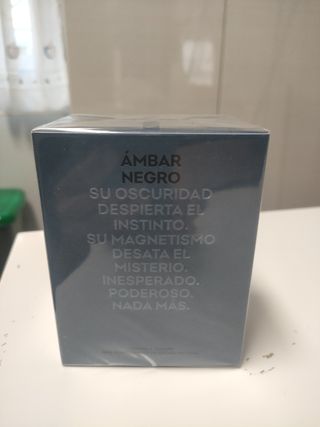 ÁMBAR
NEGRO
SU OSCURIDAD
DESPIERTA EL
INSTINTO.
SU MAGNETISMO
DESATA EL
MISTERIO.
INESPERADO.
PODEROSO.
NADA MÁS.